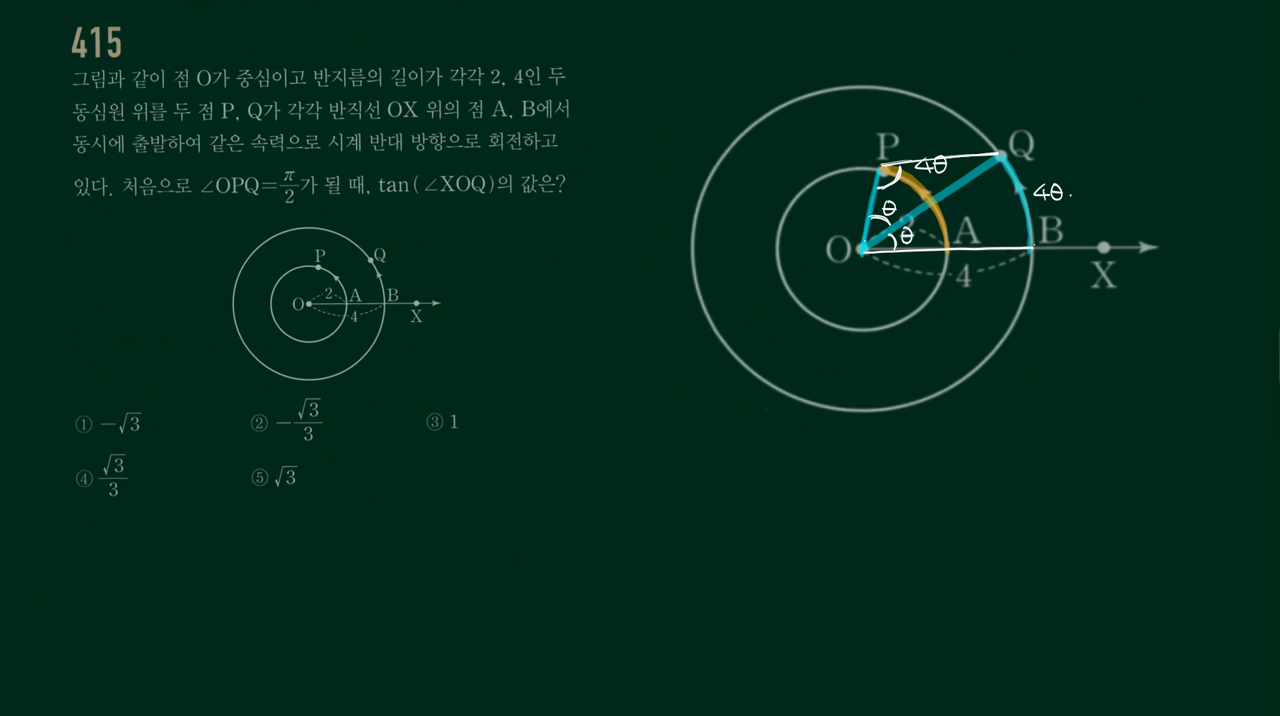 415
그림과 같이 점 O가 중심이고 반지름의 길이가 각각 2, 4인 두
동심원 위를 두 점 P, Q가 각각 반직선 OX 위의 점 A, B에서
동시에 출발하여 같은 속력으로 시계 반대 방향으로 회전하고
있다. 처음으로 ∠OPQ=π/2가 될 때, tan(∠XOQ)의 값은?
P
Q
O
2
A
B
4
X
① −√3
② −√3/3
③ 1
④ √3/3
⑤ √3
P
Q
4θ
4θ.
θ
θ
2
O
A
B
4
X